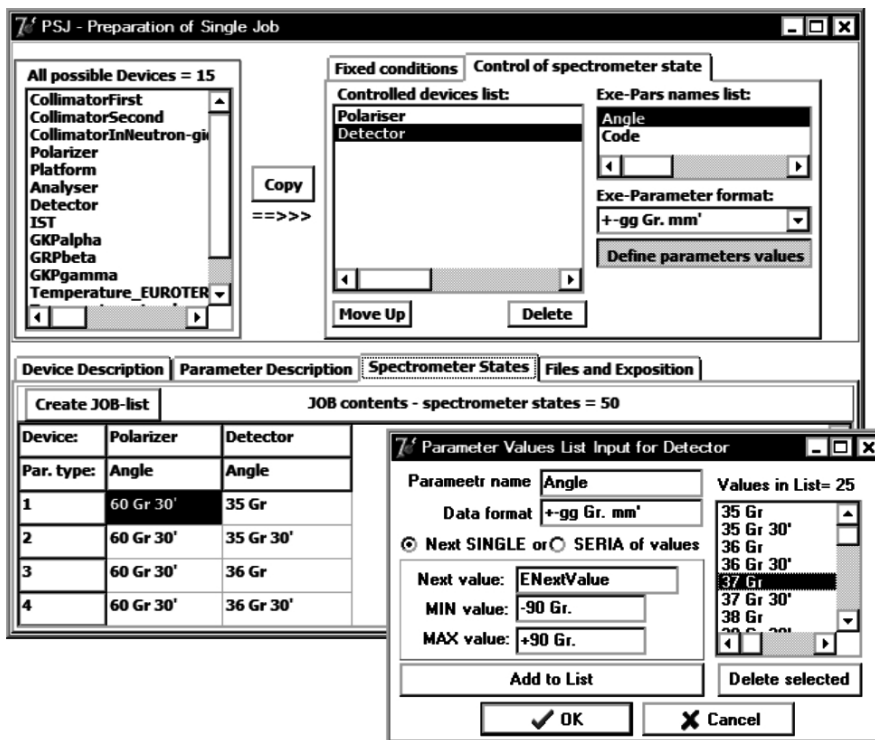 PSJ - Preparation of Single Job
All possible Devices = 15
CollimatorFirst
CollimatorSecond
CollimatorInNeutron-gi
Polarizer
Platform
Analyser
Detector
IST
GKPalpha
GRPbeta
GKPgamma
Temperature_EUROTER
Copy
==>>>
Fixed conditions
Control of spectrometer state
Controlled devices list:
Polariser
Detector
Move Up
Delete
Exe-Pars names list:
Angle
Code
Exe-Parameter format:
+-gg Gr. mm'
Define parameters values
Device Description
Parameter Description
Spectrometer States
Files and Exposition
Create JOB-list
JOB contents - spectrometer states = 50
Device: Polarizer Detector
Par. type: Angle Angle
1 60 Gr 30' 35 Gr
2 60 Gr 30' 35 Gr 30'
3 60 Gr 30' 36 Gr
4 60 Gr 30' 36 Gr 30'
Parameter Values List Input for Detector
Parameetr name Angle
Data format +-gg Gr. mm'
Next SINGLE or SERIA of values
Next value: ENextValue
MIN value: -90 Gr.
MAX value: +90 Gr.
Add to List
Values in List= 25
35 Gr
35 Gr 30'
36 Gr
36 Gr 30'
37 Gr
37 Gr 30'
38 Gr
Delete selected
OK
Cancel